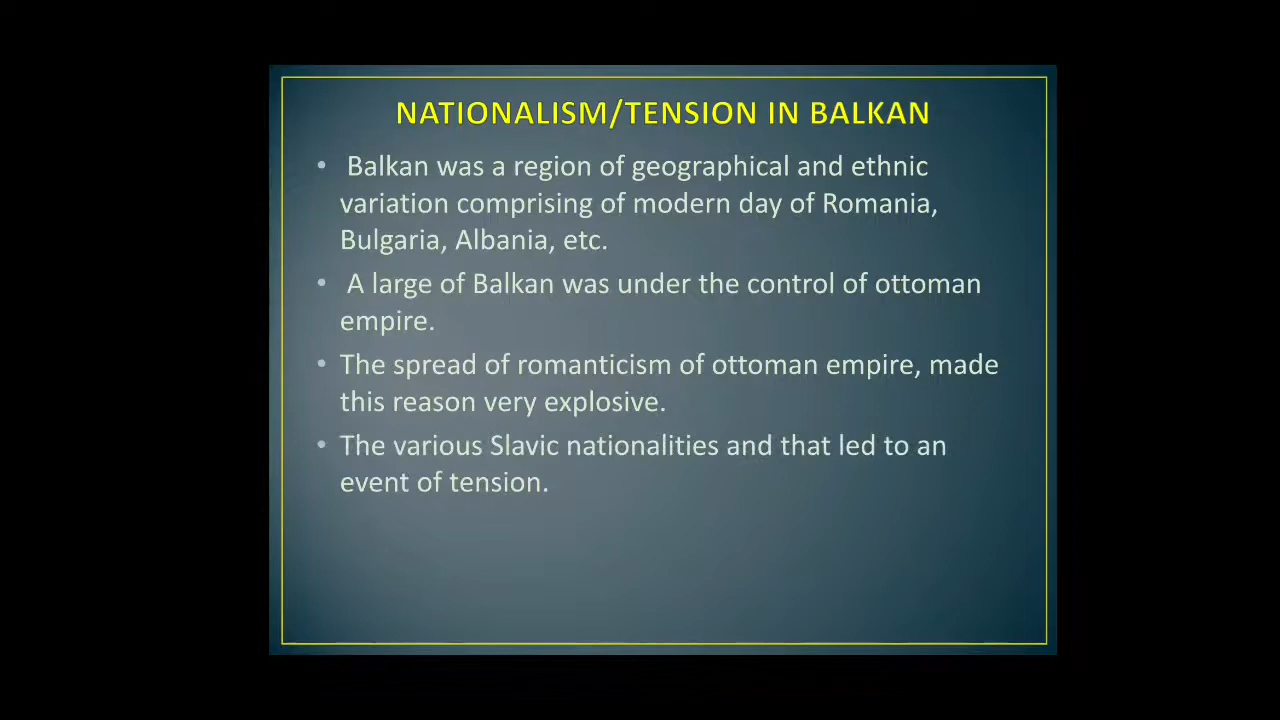 NATIONALISM/TENSION IN BALKAN
• Balkan was a region of geographical and ethnic
variation comprising of modern day of Romania,
Bulgaria, Albania, etc.
• A large of Balkan was under the control of ottoman
empire.
• The spread of romanticism of ottoman empire, made
this reason very explosive.
• The various Slavic nationalities and that led to an
event of tension.